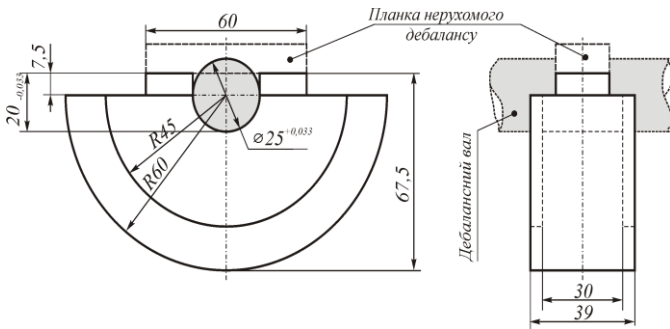 60
Планка нерухомого
дебалансу
7,5
20 -0,033
R45
R60
⌀25 +0,033
67,5
Дебалансний вал
30
39